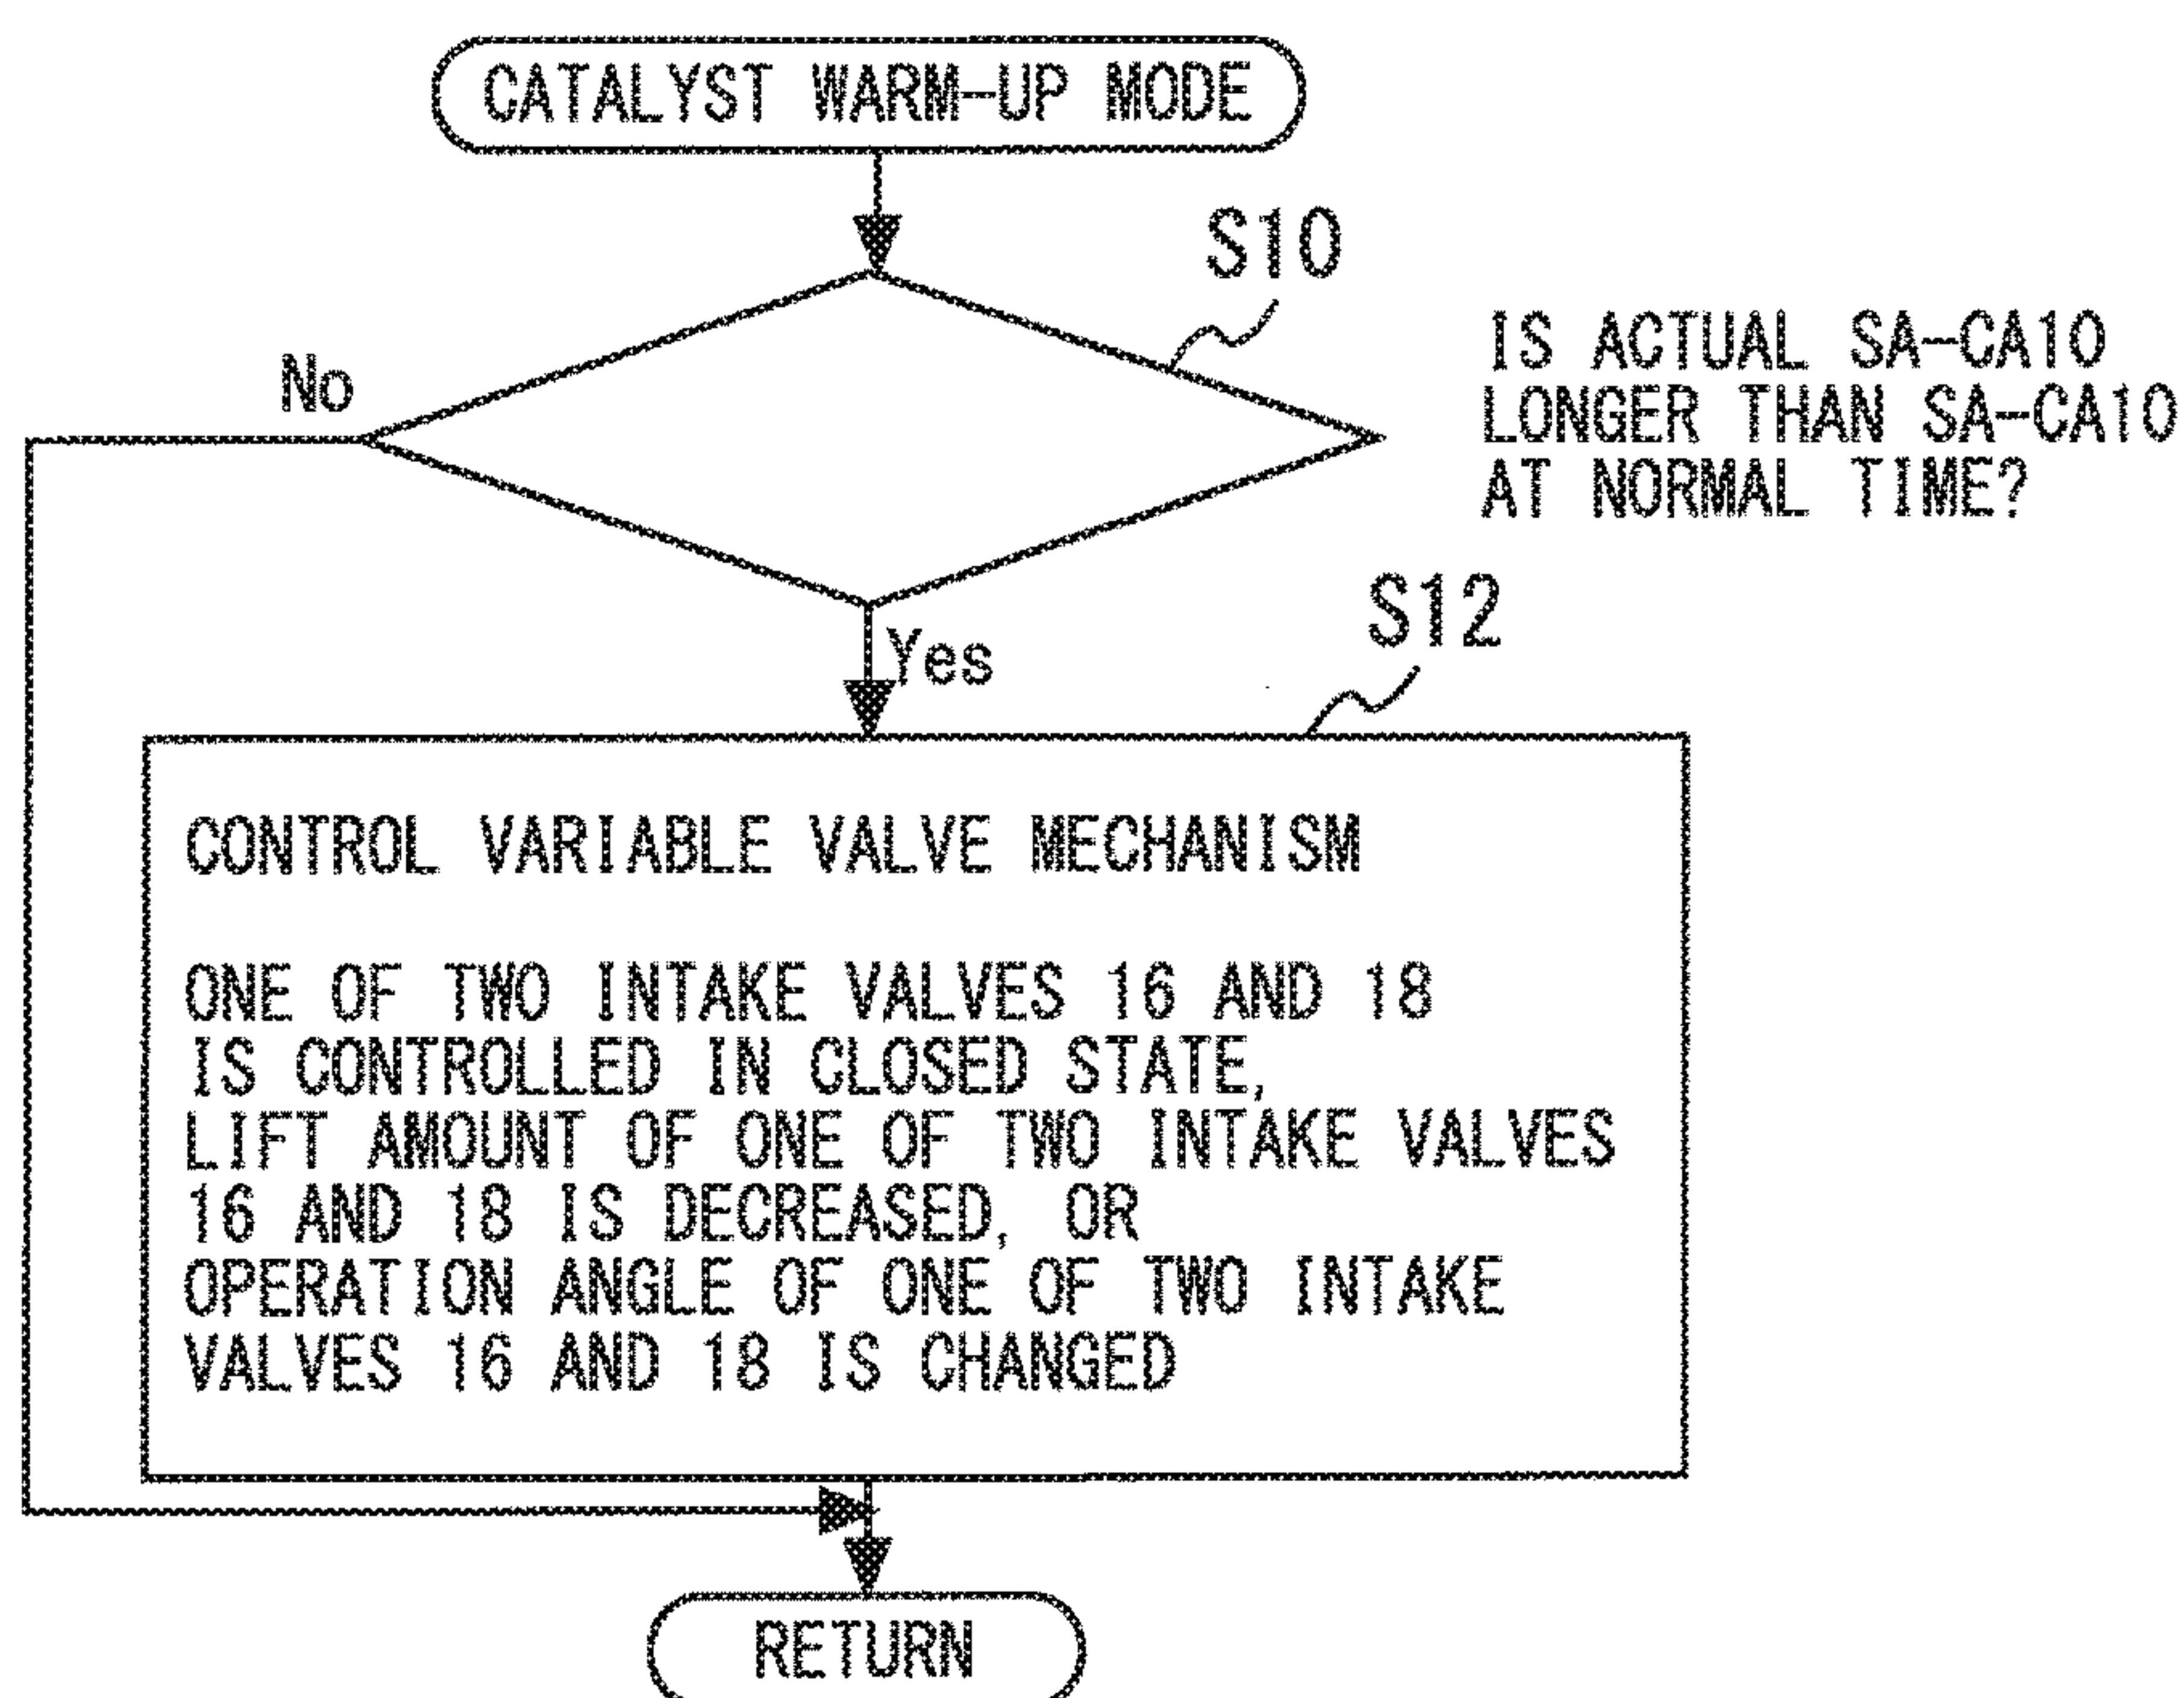 CATALYST WARM-UP MODE
S10
No
IS ACTUAL SA-CA10
LONGER THAN SA-CA10
AT NORMAL TIME?
Yes
S12
CONTROL VARIABLE VALVE MECHANISM
ONE OF TWO INTAKE VALVES 16 AND 18
IS CONTROLLED IN CLOSED STATE,
LIFT AMOUNT OF ONE OF TWO INTAKE VALVES
16 AND 18 IS DECREASED, OR
OPERATION ANGLE OF ONE OF TWO INTAKE
VALVES 16 AND 18 IS CHANGED
RETURN